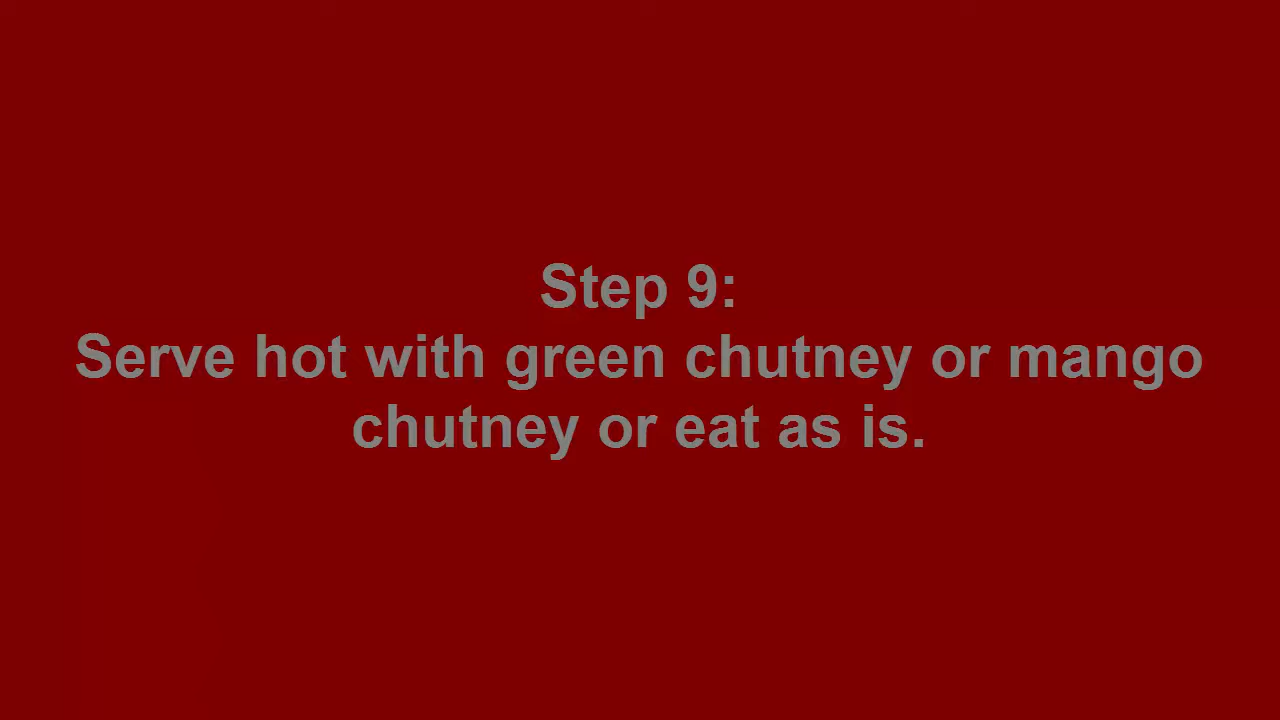 Step 9:
Serve hot with green chutney or mango
chutney or eat as is.